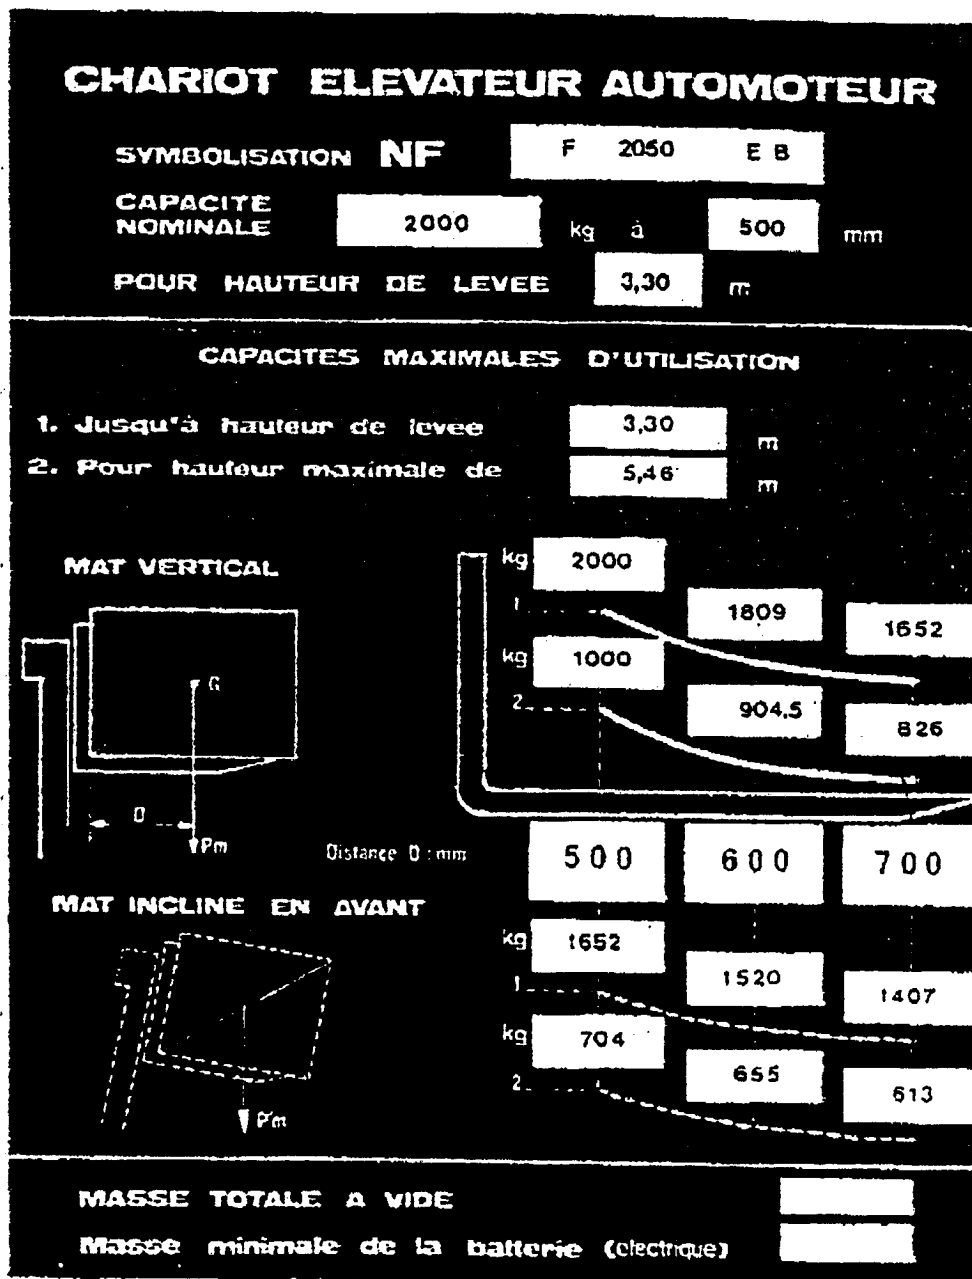 CHARIOT ELEVATEUR AUTOMOTEUR
SYMBOLISATION NF F 2050 E B
CAPACITE NOMINALE 2000 kg à 500 mm
POUR HAUTEUR DE LEVEE 3,30 m
CAPACITES MAXIMALES D'UTILISATION
1. Jusqu'à hauteur de levee 3,30 m
2. Pour hauteur maximale de 5,46 m
MAT VERTICAL
kg 2000
1 1809 1652
kg 1000
2 904,5 826
G
D
Pm
Distance D : mm 500 600 700
MAT INCLINE EN AVANT
kg 1652
1 1520 1407
kg 704
2 655 613
P'm
MASSE TOTALE A VIDE
Masse minimale de la batterie (electrique)